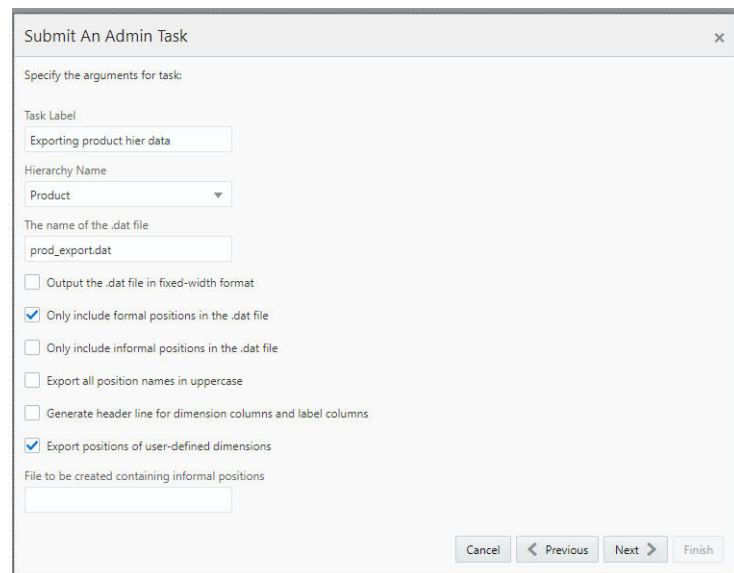 Submit An Admin Task
Specify the arguments for task:
Task Label
Exporting product hier data
Hierarchy Name
Product
The name of the .dat file
prod_export.dat
Output the .dat file in fixed-width format
Only include formal positions in the .dat file
Only include informal positions in the .dat file
Export all position names in uppercase
Generate header line for dimension columns and label columns
Export positions of user-defined dimensions
File to be created containing informal positions
Cancel Previous Next Finish